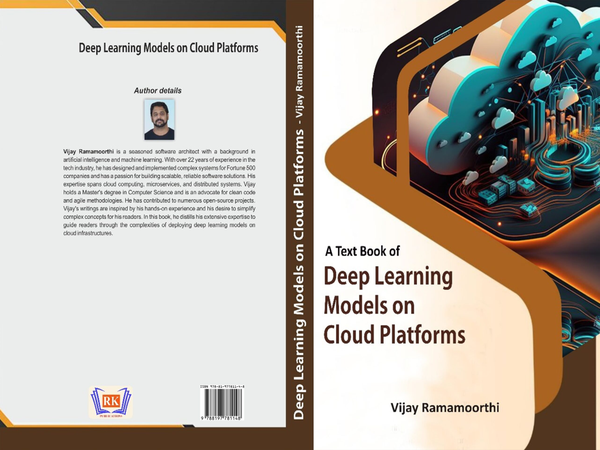 Deep Learning Models on Cloud Platforms
Author details
Vijay Ramamoorthi is a seasoned software architect with a background in
artificial intelligence and machine learning. With over 22 years of experience in the
tech industry, he has designed and implemented complex systems for Fortune 500
companies and has a passion for building scalable, reliable software solutions. His
expertise spans cloud computing, microservices, and distributed systems. Vijay
holds a Master's degree in Computer Science and is an advocate for clean code
and agile methodologies. He has contributed to numerous open-source projects.
Vijay's writings are inspired by his hands-on experience and his desire to simplify
complex concepts for his readers. In this book, he distills his extensive expertise to
guide readers through the complexities of deploying deep learning models on
cloud infrastructures.
RK
9 788197 781148
Deep Learning Models on Cloud Platforms - Vijay Ramamoorthi
A Text Book of
Deep Learning
Models on
Cloud Platforms
Vijay Ramamoorthi